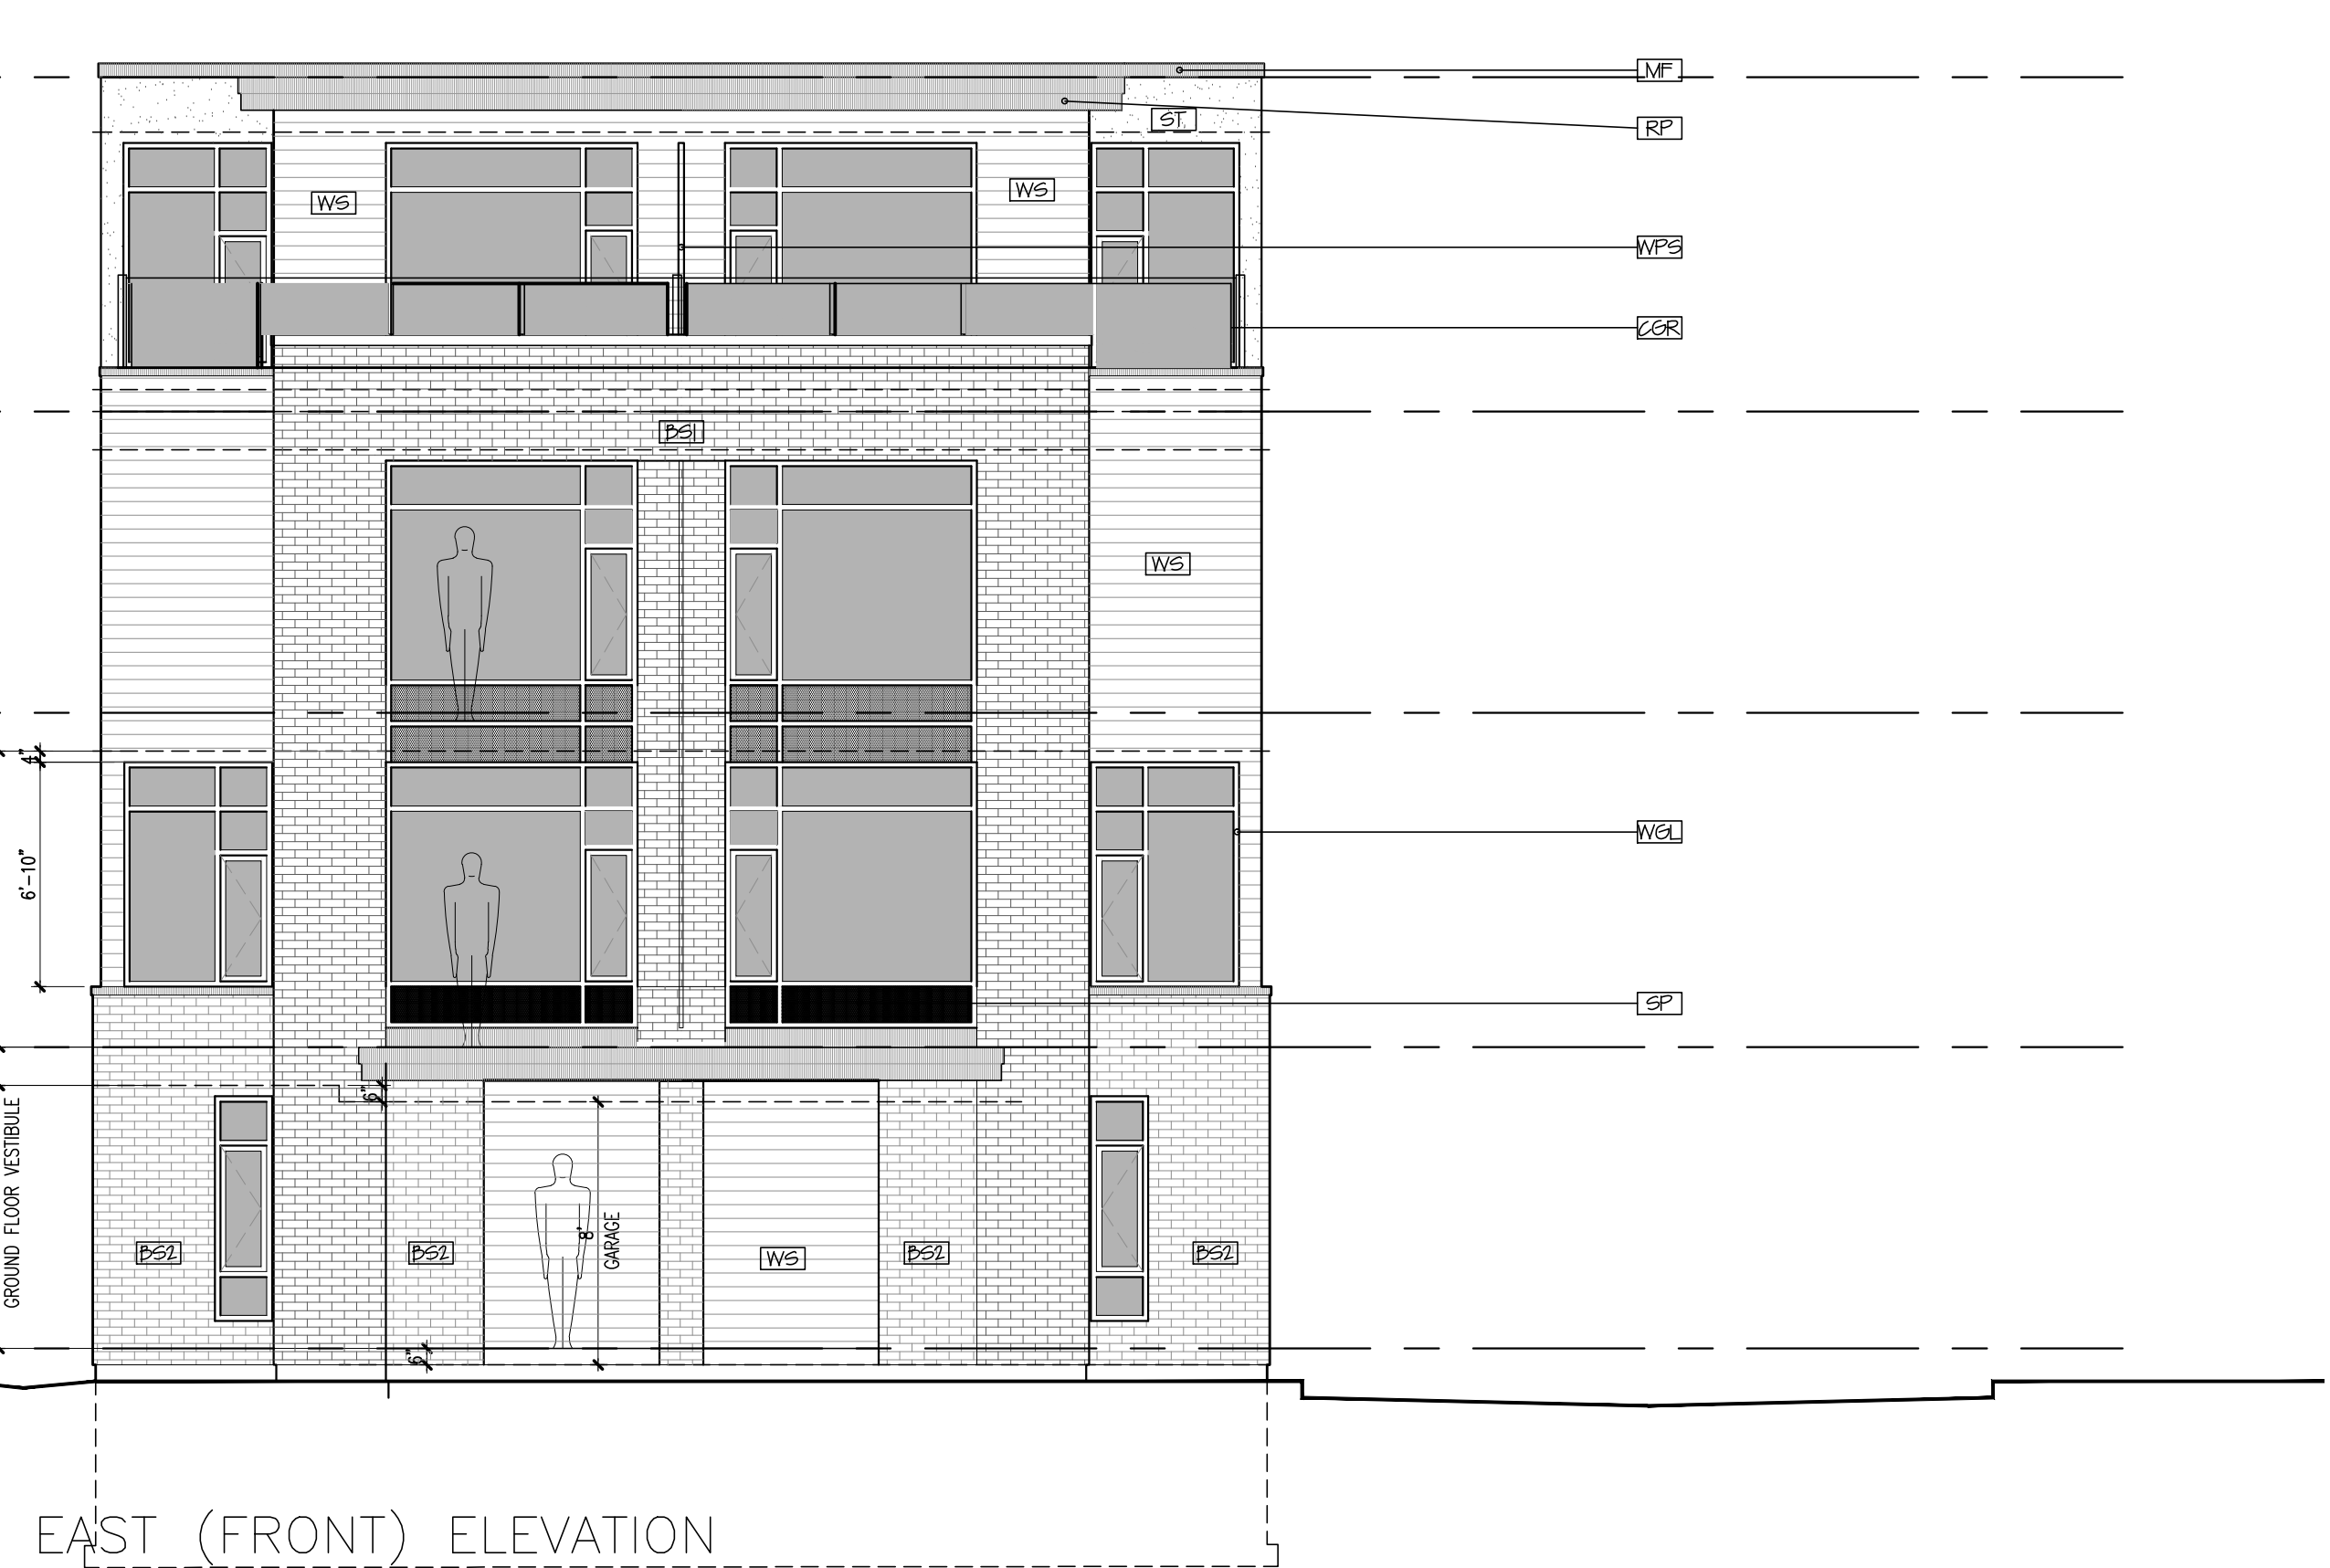 MF
ST
RP
WS
WS
WPS
CGR
BS1
WS
4"
6'-10"
WGL
SP
6"
GROUND FLOOR VESTIBULE
8'
GARAGE
BS2
BS2
WS
BS2
BS2
6"
EAST (FRONT) ELEVATION